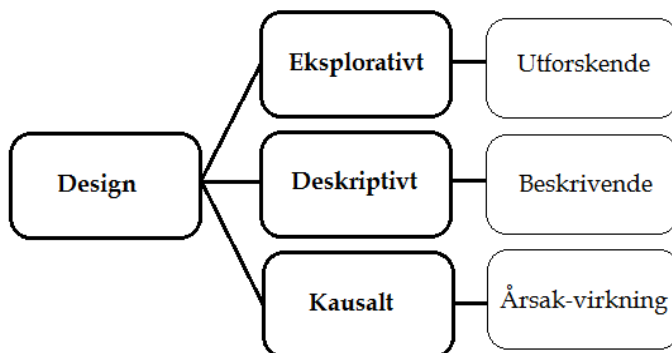 Eksplorativt
Utforskende
Design
Deskriptivt
Beskrivende
Kausalt
Årsak-virkning